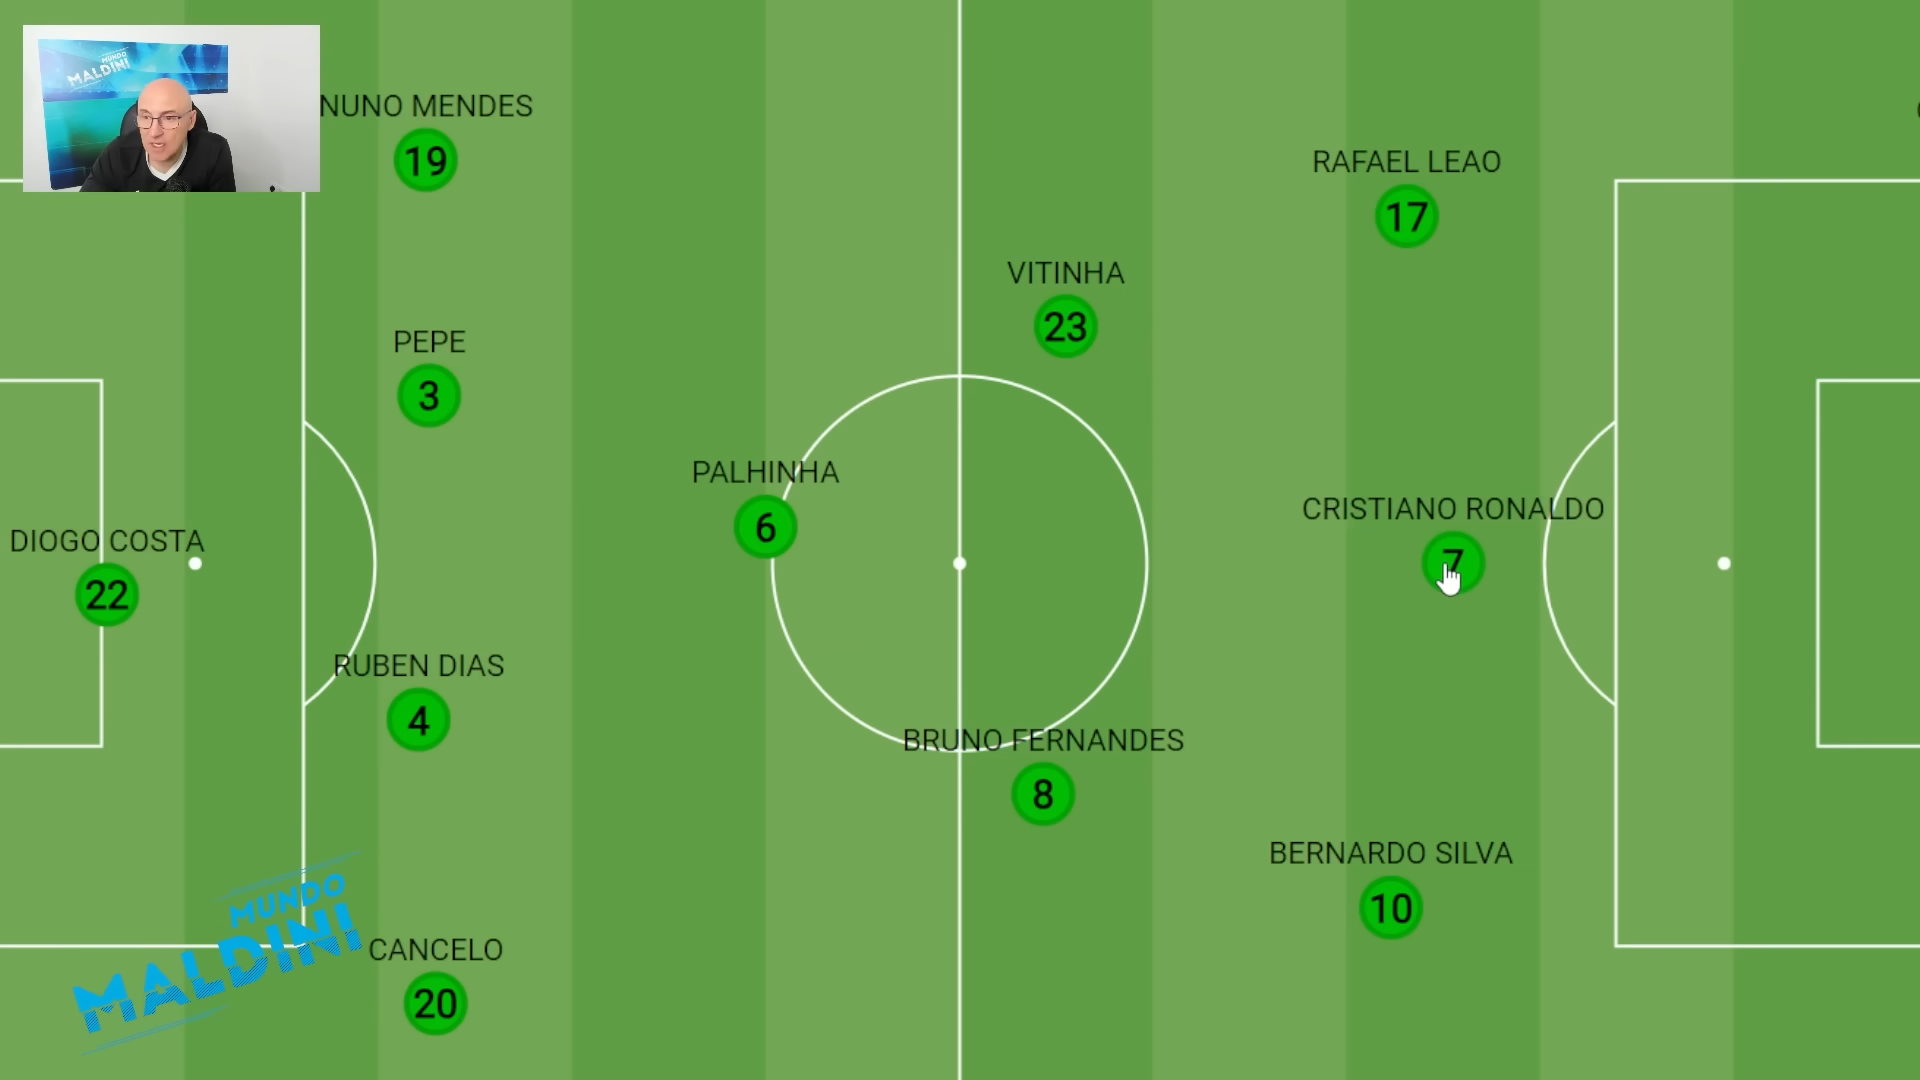 MUNDO
MALDINI
NUNO MENDES
19
RAFAEL LEAO
17
VITINHA
23
PEPE
3
PALHINHA
6
CRISTIANO RONALDO
7
DIOGO COSTA
22
RUBEN DIAS
4
BRUNO FERNANDES
8
BERNARDO SILVA
10
CANCELO
20
MUNDO
MALDINI